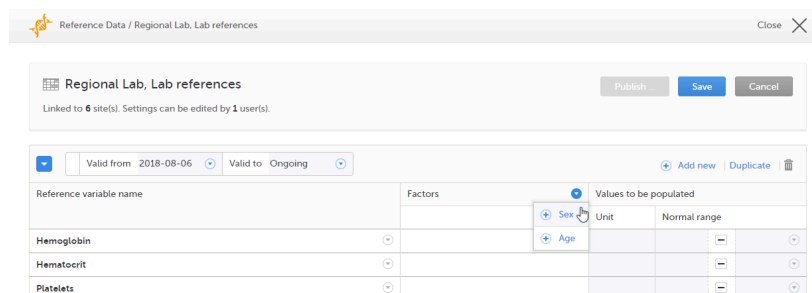 Reference Data / Regional Lab, Lab references Close
Regional Lab, Lab references Publish ... Save Cancel
Linked to 6 site(s). Settings can be edited by 1 user(s).
Valid from 2018-08-06 Valid to Ongoing Add new Duplicate
Reference variable name Factors Values to be populated
Sex Unit Normal range
Hemoglobin Age
Hematocrit
Platelets